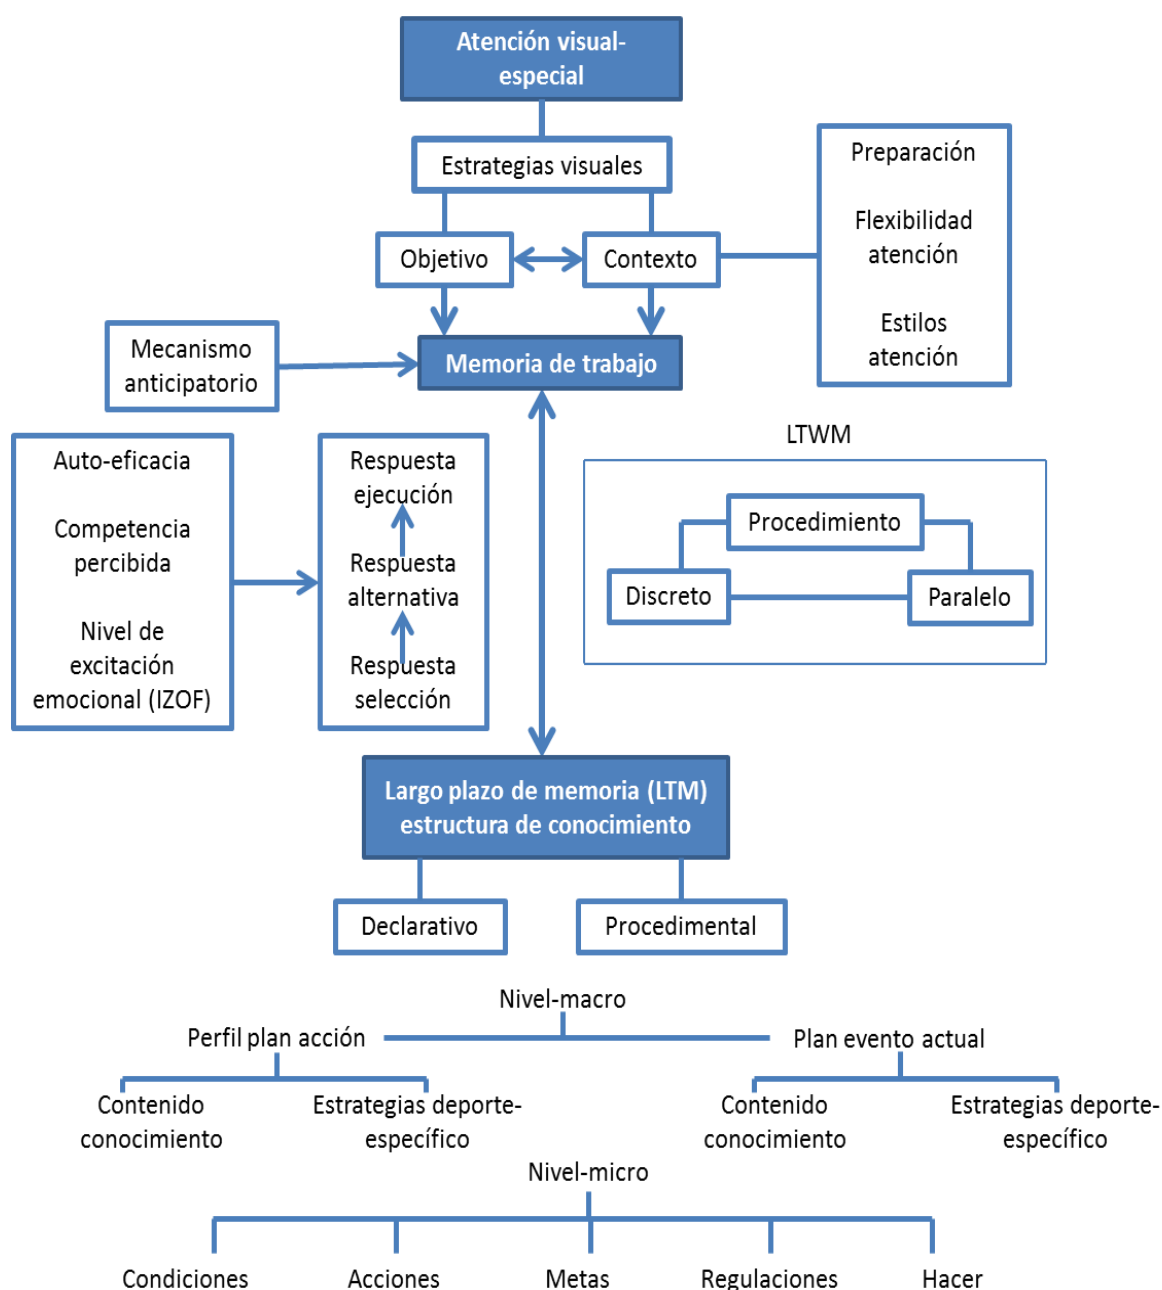 Atención visual-
especial
Estrategias visuales
Preparación
Flexibilidad
atención
Estilos
atención
Objetivo
Contexto
Mecanismo
anticipatorio
Memoria de trabajo
Auto-eficacia
Competencia
percibida
Nivel de
excitación
emocional (IZOF)
Respuesta
ejecución
Respuesta
alternativa
Respuesta
selección
LTWM
Procedimiento
Discreto
Paralelo
Largo plazo de memoria (LTM)
estructura de conocimiento
Declarativo
Procedimental
Nivel-macro
Perfil plan acción
Plan evento actual
Contenido
conocimiento
Estrategias deporte-
específico
Contenido
conocimiento
Estrategias deporte-
específico
Nivel-micro
Condiciones
Acciones
Metas
Regulaciones
Hacer